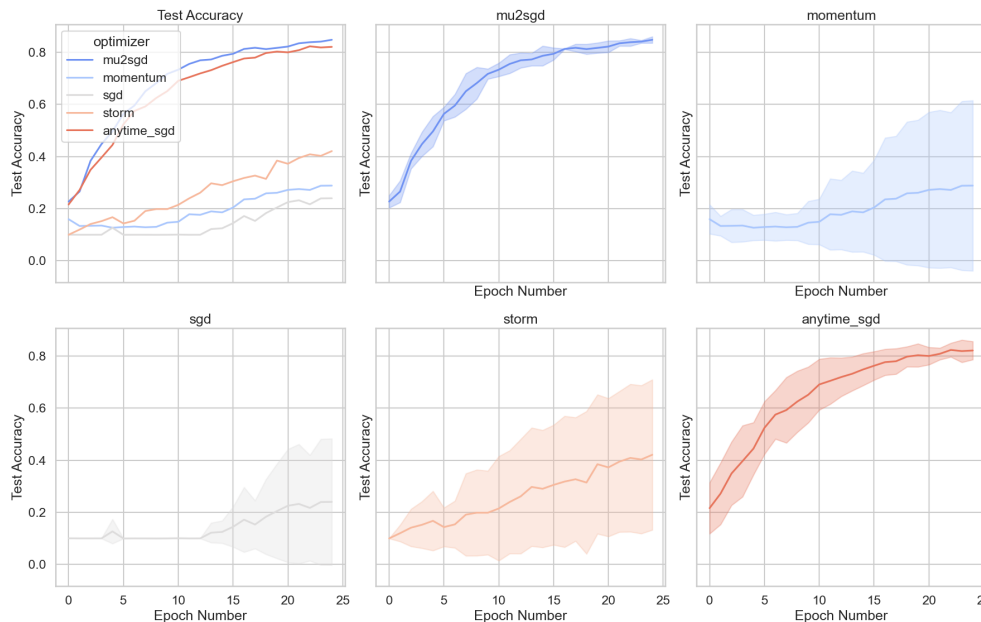 Test Accuracy
mu2sgd
momentum
optimizer
mu2sgd
momentum
sgd
storm
anytime_sgd
0.8
0.6
0.4
0.2
0.0
Test Accuracy
Test Accuracy
Test Accuracy
Epoch Number
Epoch Number
sgd
storm
anytime_sgd
0.8
0.6
0.4
0.2
0.0
Test Accuracy
Test Accuracy
Test Accuracy
0 5 10 15 20 25
0 5 10 15 20 25
0 5 10 15 20
Epoch Number
Epoch Number
Epoch Number